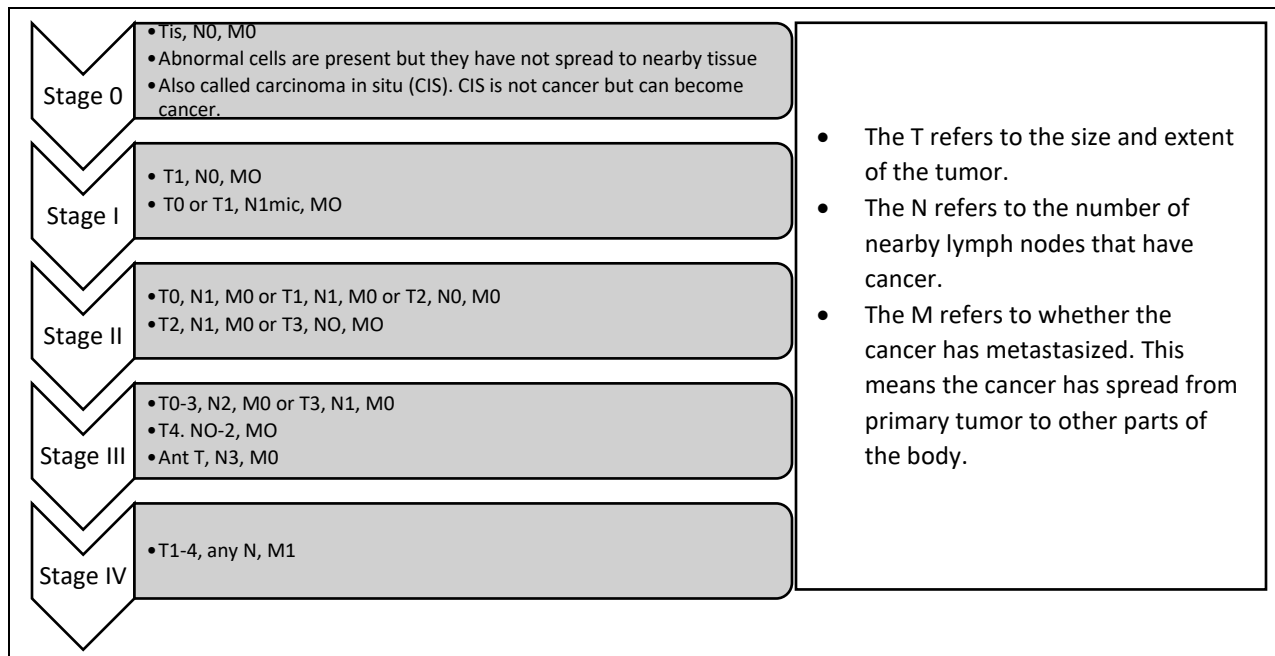 Stage 0
•Tis, N0, M0
•Abnormal cells are present but they have not spread to nearby tissue
•Also called carcinoma in situ (CIS). CIS is not cancer but can become
cancer.
Stage I
• T1, N0, MO
• T0 or T1, N1mic, MO
Stage II
•T0, N1, M0 or T1, N1, M0 or T2, N0, M0
•T2, N1, M0 or T3, NO, MO
Stage III
•T0-3, N2, M0 or T3, N1, M0
•T4. NO-2, MO
•Ant T, N3, M0
Stage IV
•T1-4, any N, M1
• The T refers to the size and extent
of the tumor.
• The N refers to the number of
nearby lymph nodes that have
cancer.
• The M refers to whether the
cancer has metastasized. This
means the cancer has spread from
primary tumor to other parts of
the body.